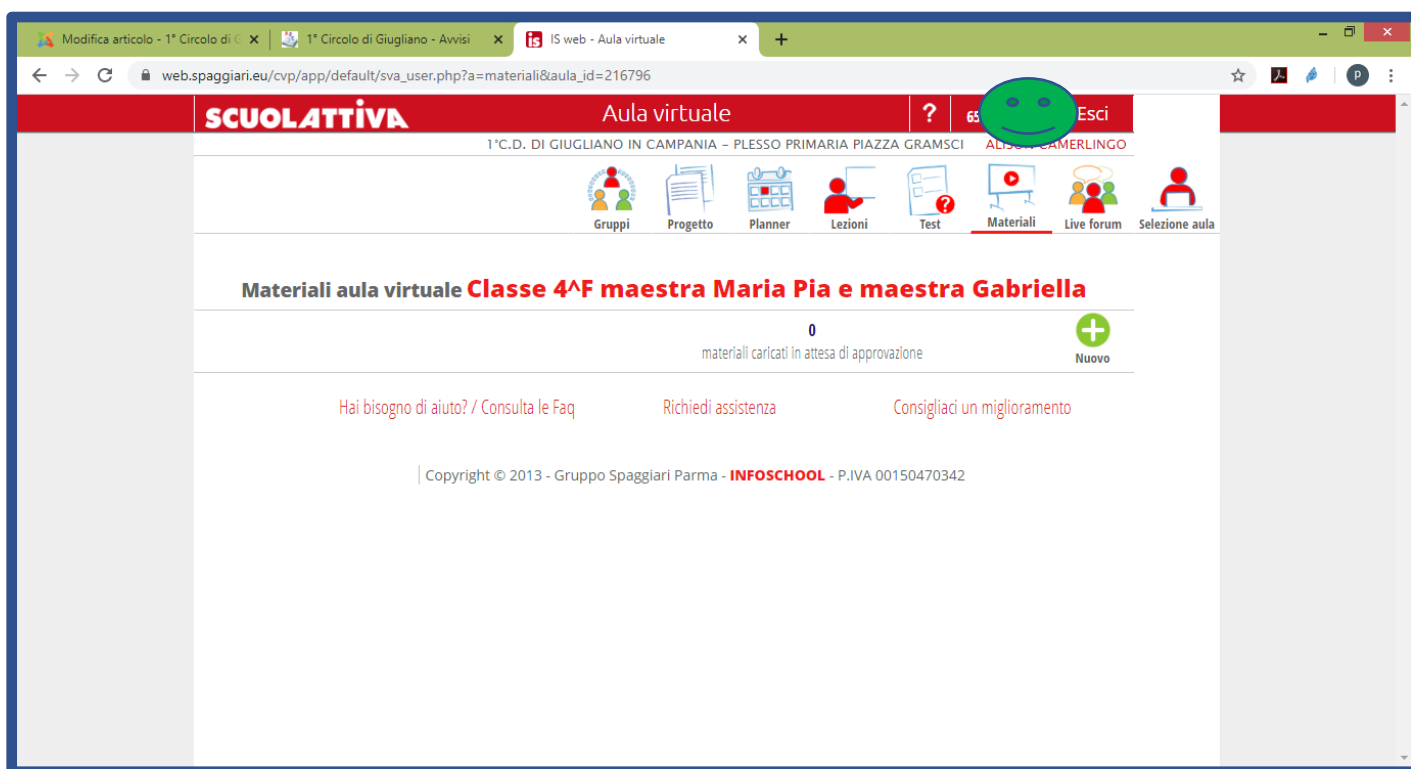 Modifica articolo - 1° Circolo di G
1° Circolo di Giugliano - Avvisi
is IS web - Aula virtuale
web.spaggiari.eu/cvp/app/default/sva_user.php?a=materiali&aula_id=216796
P
SCUOLATTIVA Aula virtuale ? Esci
1°C.D. DI GIUGLIANO IN CAMPANIA – PLESSO PRIMARIA PIAZZA GRAMSCI CAMERLINGO
Gruppi Progetto Planner Lezioni Test Materiali Live forum Selezione aula
Materiali aula virtuale Classe 4^F maestra Maria Pia e maestra Gabriella
0
materiali caricati in attesa di approvazione
Nuovo
Hai bisogno di aiuto? / Consulta le Faq Richiedi assistenza Consigliaci un miglioramento
Copyright © 2013 - Gruppo Spaggiari Parma - INFOSCHOOL - P.IVA 00150470342